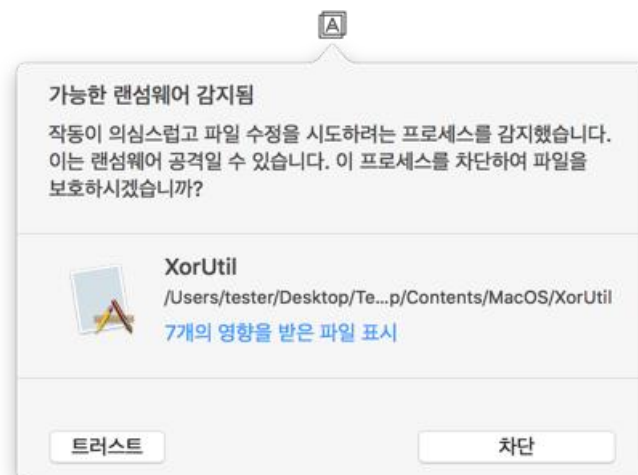 가능한 랜섬웨어 감지됨
작동이 의심스럽고 파일 수정을 시도하려는 프로세스를 감지했습니다.
이는 랜섬웨어 공격일 수 있습니다. 이 프로세스를 차단하여 파일을
보호하시겠습니까?
XorUtil
/Users/tester/Desktop/Te...p/Contents/MacOS/XorUtil
7개의 영향을 받은 파일 표시
트러스트
차단